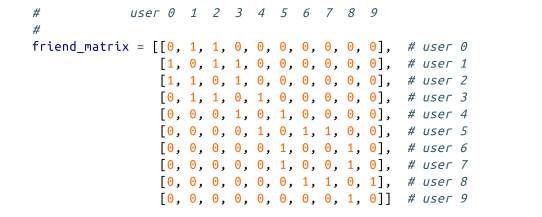 #            user 0  1  2  3  4  5  6  7  8  9
#
friend_matrix = [[0, 1, 1, 0, 0, 0, 0, 0, 0, 0],  # user 0
                 [1, 0, 1, 1, 0, 0, 0, 0, 0, 0],  # user 1
                 [1, 1, 0, 1, 0, 0, 0, 0, 0, 0],  # user 2
                 [0, 1, 1, 0, 1, 0, 0, 0, 0, 0],  # user 3
                 [0, 0, 0, 1, 0, 1, 0, 0, 0, 0],  # user 4
                 [0, 0, 0, 0, 1, 0, 1, 1, 0, 0],  # user 5
                 [0, 0, 0, 0, 0, 1, 0, 0, 1, 0],  # user 6
                 [0, 0, 0, 0, 0, 1, 0, 0, 1, 0],  # user 7
                 [0, 0, 0, 0, 0, 0, 1, 1, 0, 1],  # user 8
                 [0, 0, 0, 0, 0, 0, 0, 0, 1, 0]]  # user 9